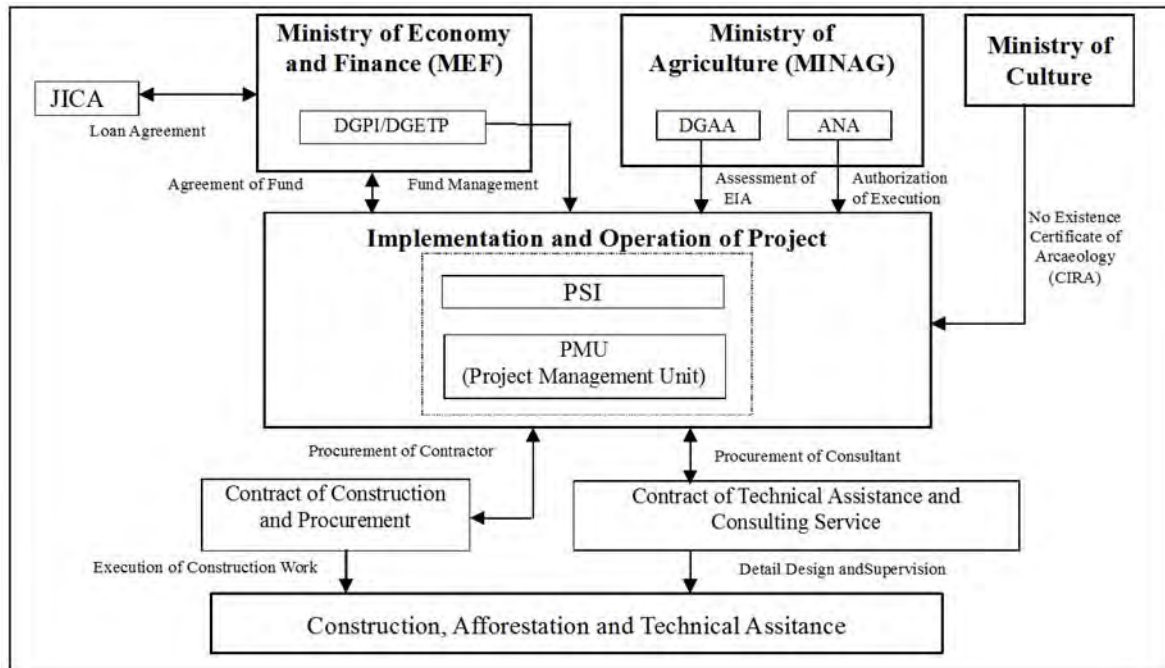 Ministry of Economy
and Finance (MEF)
Ministry of
Agriculture (MINAG)
Ministry of
Culture
JICA
Loan Agreement
DGPI/DGETP
DGAA
ANA
Agreement of Fund
Fund Management
Assessment of
EIA
Authorization
of Execution
No Existence
Certificate of
Arcaeology
(CIRA)
Implementation and Operation of Project
PSI
PMU
(Project Management Unit)
Procurement of Contractor
Procurement of Consultant
Contract of Construction
and Procurement
Contract of Technical Assistance and
Consulting Service
Execution of Construction Work
Detail Design andSupervision
Construction, Afforestation and Technical Assitance